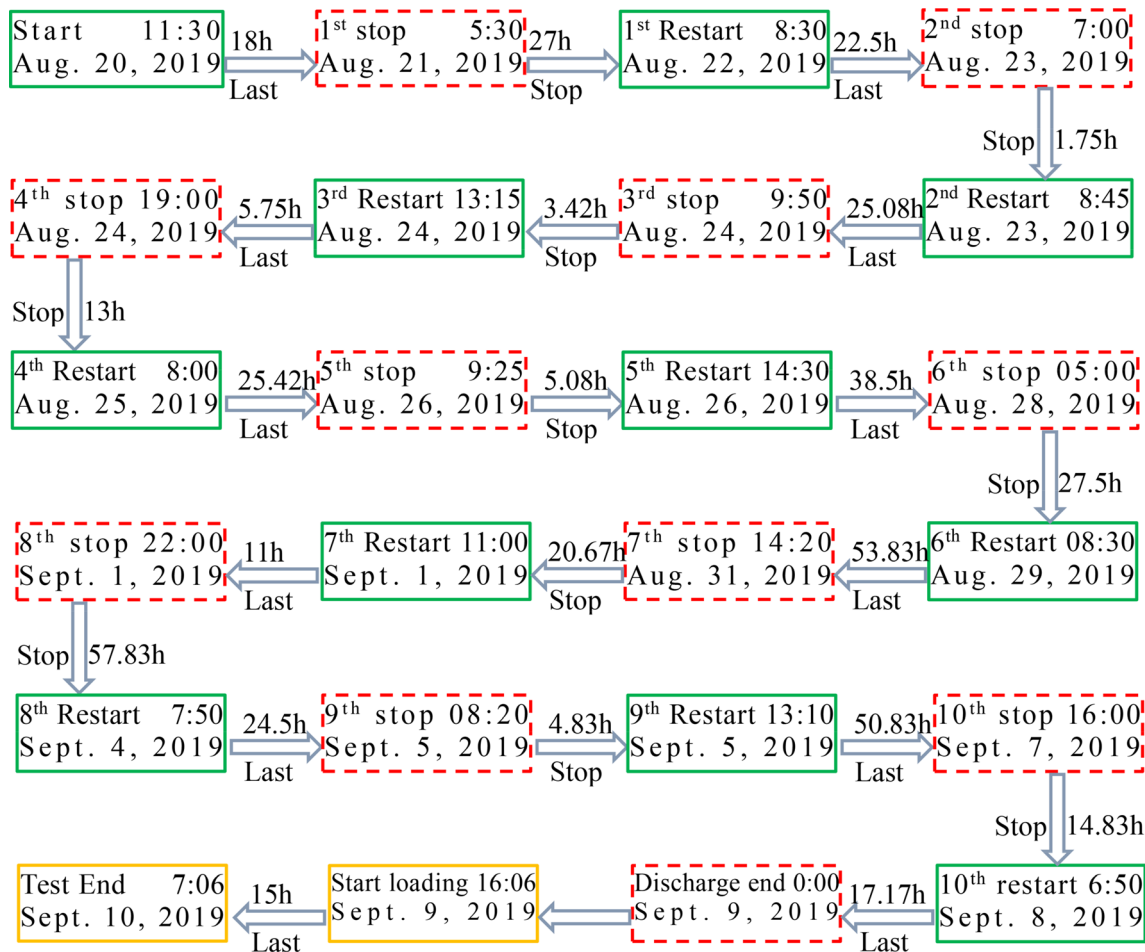 Start 11:30
Aug. 20, 2019
18h
Last
1st stop 5:30
Aug. 21, 2019
27h
Stop
1st Restart 8:30
Aug. 22, 2019
22.5h
Last
2nd stop 7:00
Aug. 23, 2019
Stop 1.75h
2nd Restart 8:45
Aug. 23, 2019
25.08h
Last
3rd stop 9:50
Aug. 24, 2019
3.42h
Stop
3rd Restart 13:15
Aug. 24, 2019
5.75h
Last
4th stop 19:00
Aug. 24, 2019
Stop 13h
4th Restart 8:00
Aug. 25, 2019
25.42h
Last
5th stop 9:25
Aug. 26, 2019
5.08h
Stop
5th Restart 14:30
Aug. 26, 2019
38.5h
Last
6th stop 05:00
Aug. 28, 2019
Stop 27.5h
6th Restart 08:30
Aug. 29, 2019
53.83h
Last
7th stop 14:20
Aug. 31, 2019
20.67h
Stop
7th Restart 11:00
Sept. 1, 2019
11h
Last
8th stop 22:00
Sept. 1, 2019
Stop 57.83h
8th Restart 7:50
Sept. 4, 2019
24.5h
Last
9th stop 08:20
Sept. 5, 2019
4.83h
Stop
9th Restart 13:10
Sept. 5, 2019
50.83h
Last
10th stop 16:00
Sept. 7, 2019
Stop 14.83h
10th restart 6:50
Sept. 8, 2019
17.17h
Last
Discharge end 0:00
Sept. 9, 2019
Start loading 16:06
Sept. 9, 2019
15h
Last
Test End 7:06
Sept. 10, 2019